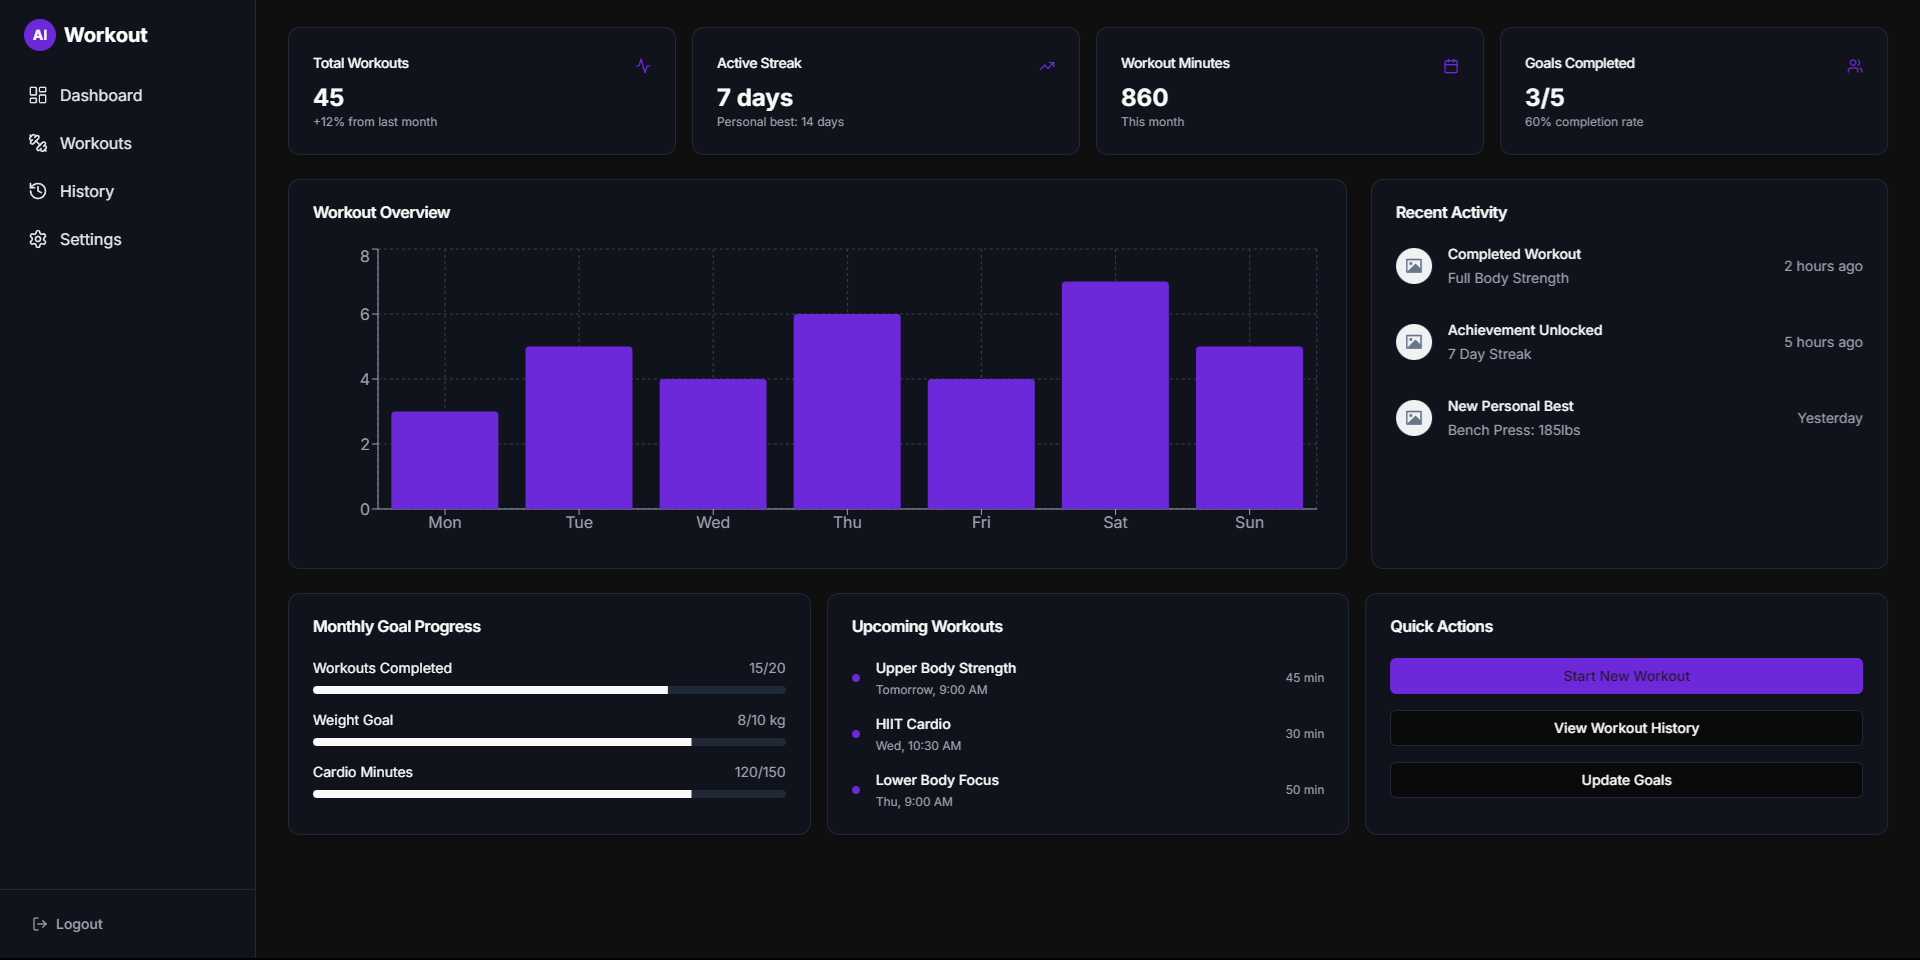 AI Workout
Dashboard
Workouts
History
Settings
Logout
Total Workouts
45
+12% from last month
Active Streak
7 days
Personal best: 14 days
Workout Minutes
860
This month
Goals Completed
3/5
60% completion rate
Workout Overview
8
6
4
2
0
Mon Tue Wed Thu Fri Sat Sun
Recent Activity
Completed Workout
Full Body Strength
2 hours ago
Achievement Unlocked
7 Day Streak
5 hours ago
New Personal Best
Bench Press: 185lbs
Yesterday
Monthly Goal Progress
Workouts Completed 15/20
Weight Goal 8/10 kg
Cardio Minutes 120/150
Upcoming Workouts
Upper Body Strength
Tomorrow, 9:00 AM
45 min
HIIT Cardio
Wed, 10:30 AM
30 min
Lower Body Focus
Thu, 9:00 AM
50 min
Quick Actions
Start New Workout
View Workout History
Update Goals